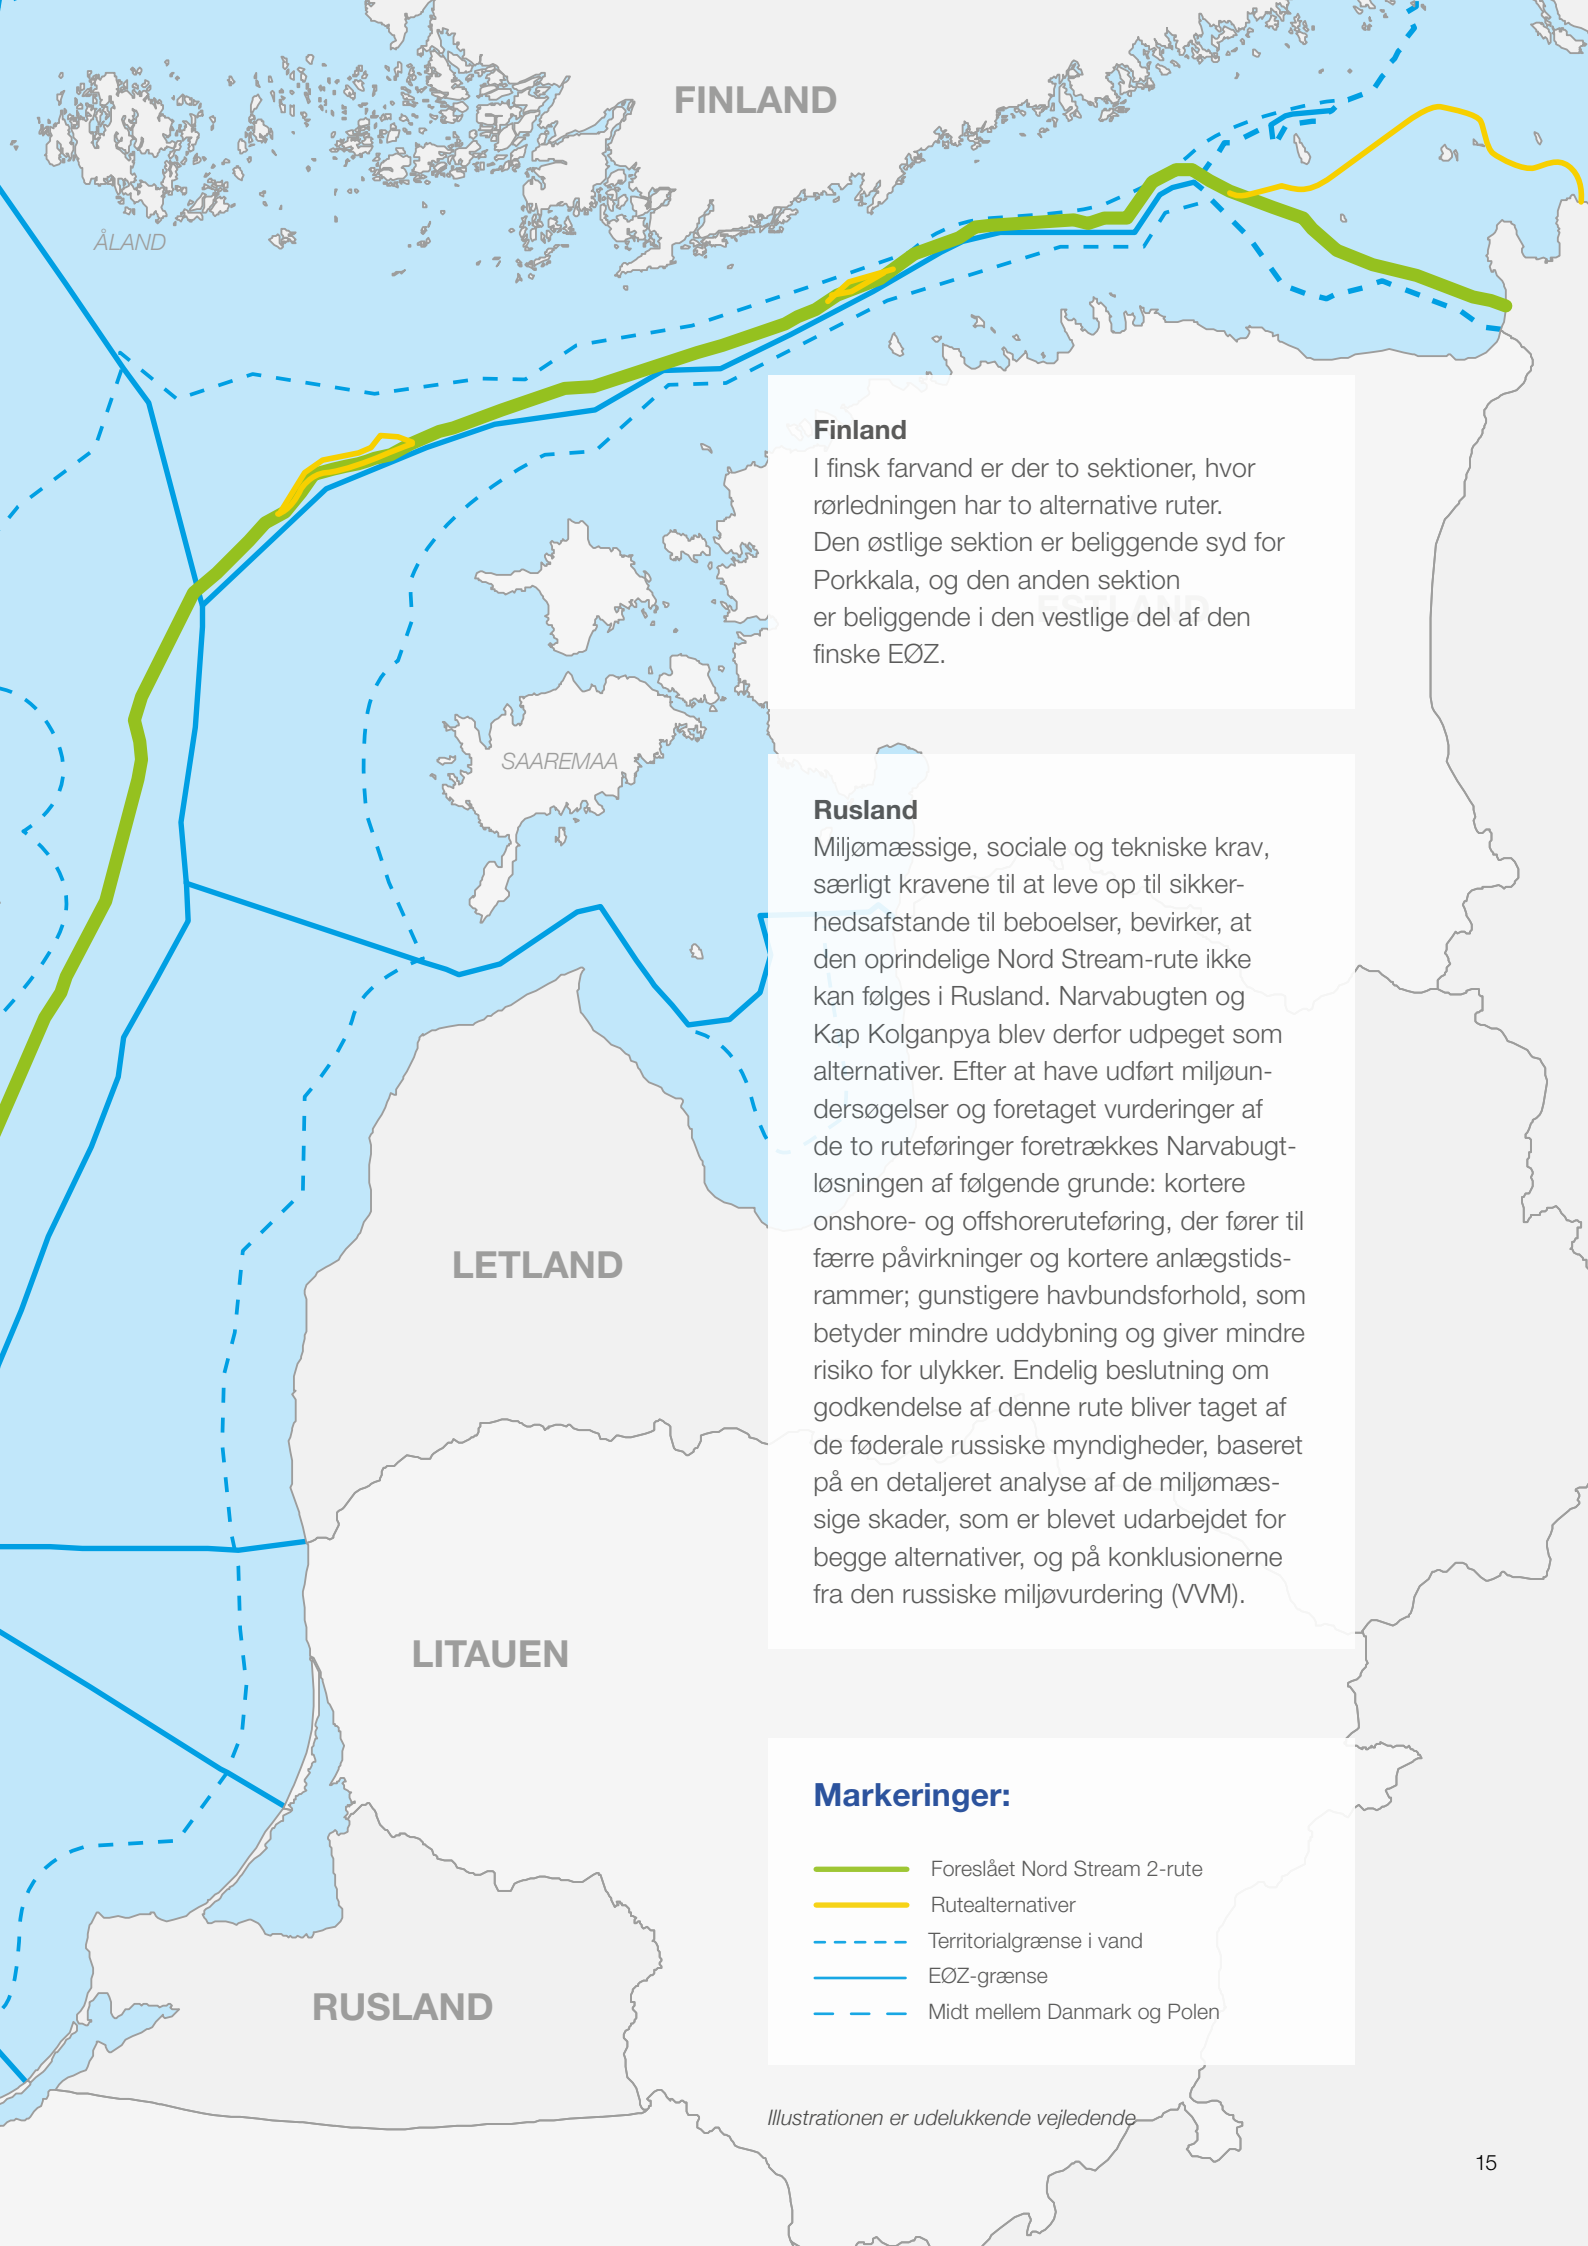 FINLAND
ÅLAND
Finland
I finsk farvand er der to sektioner, hvor
rørledningen har to alternative ruter.
Den østlige sektion er beliggende syd for
Porkkala, og den anden sektion
er beliggende i den vestlige del af den
finske EØZ.
ESTLAND
SAAREMAA
Rusland
Miljømæssige, sociale og tekniske krav,
særligt kravene til at leve op til sikker-
hedsafstande til beboelser, bevirker, at
den oprindelige Nord Stream-rute ikke
kan følges i Rusland. Narvabugten og
Kap Kolganpya blev derfor udpeget som
alternativer. Efter at have udført miljøun-
dersøgelser og foretaget vurderinger af
de to ruteføringer foretrækkes Narvabugt-
løsningen af følgende grunde: kortere
onshore- og offshoreruteføring, der fører til
færre påvirkninger og kortere anlægstids-
rammer; gunstigere havbundsforhold, som
betyder mindre uddybning og giver mindre
risiko for ulykker. Endelig beslutning om
godkendelse af denne rute bliver taget af
de føderale russiske myndigheder, baseret
på en detaljeret analyse af de miljømæs-
sige skader, som er blevet udarbejdet for
begge alternativer, og på konklusionerne
fra den russiske miljøvurdering (VVM).
LETLAND
LITAUEN
RUSLAND
Markeringer:
Foreslået Nord Stream 2-rute
Rutealternativer
Territorialgrænse i vand
EØZ-grænse
Midt mellem Danmark og Polen
Illustrationen er udelukkende vejledende
15